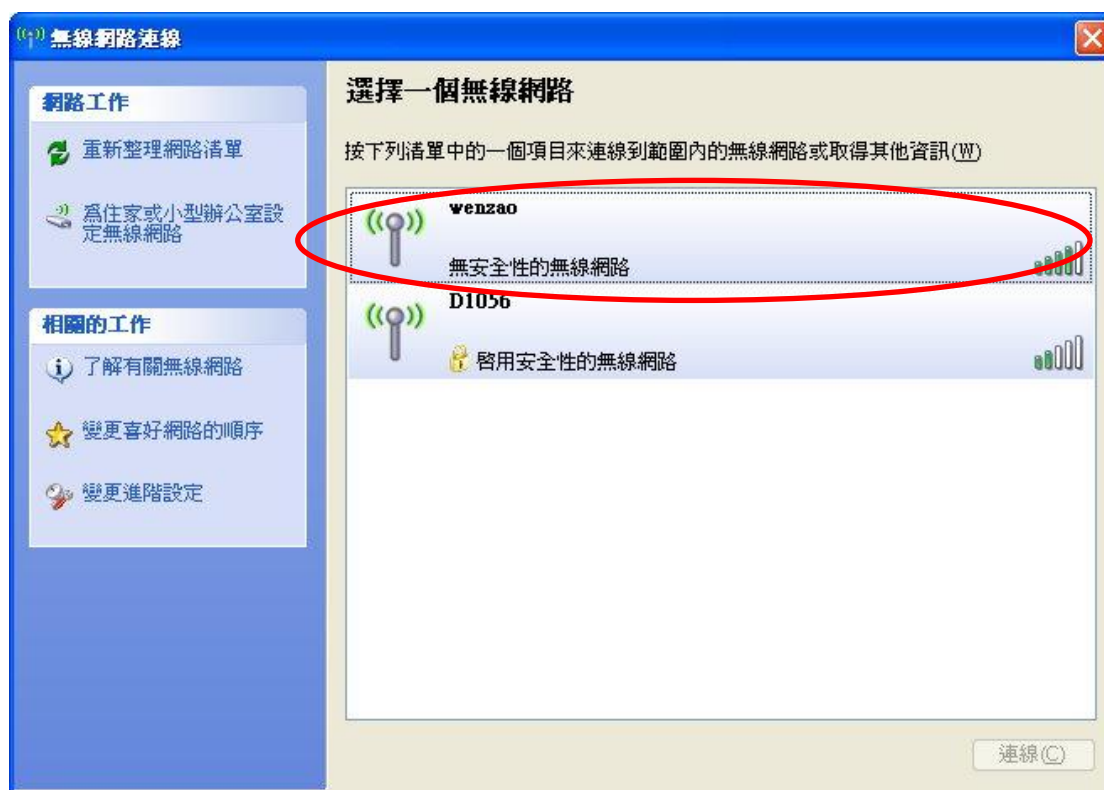 無線網路連線
網路工作
重新整理網路清單
為住家或小型辦公室設
定無線網路
相關的工作
了解有關無線網路
變更喜好網路的順序
變更進階設定
選擇一個無線網路
按下列清單中的一個項目來連線到範圍內的無線網路或取得其他資訊(W)
wenzao
無安全性的無線網路
D1056
啓用安全性的無線網路
連線(C)